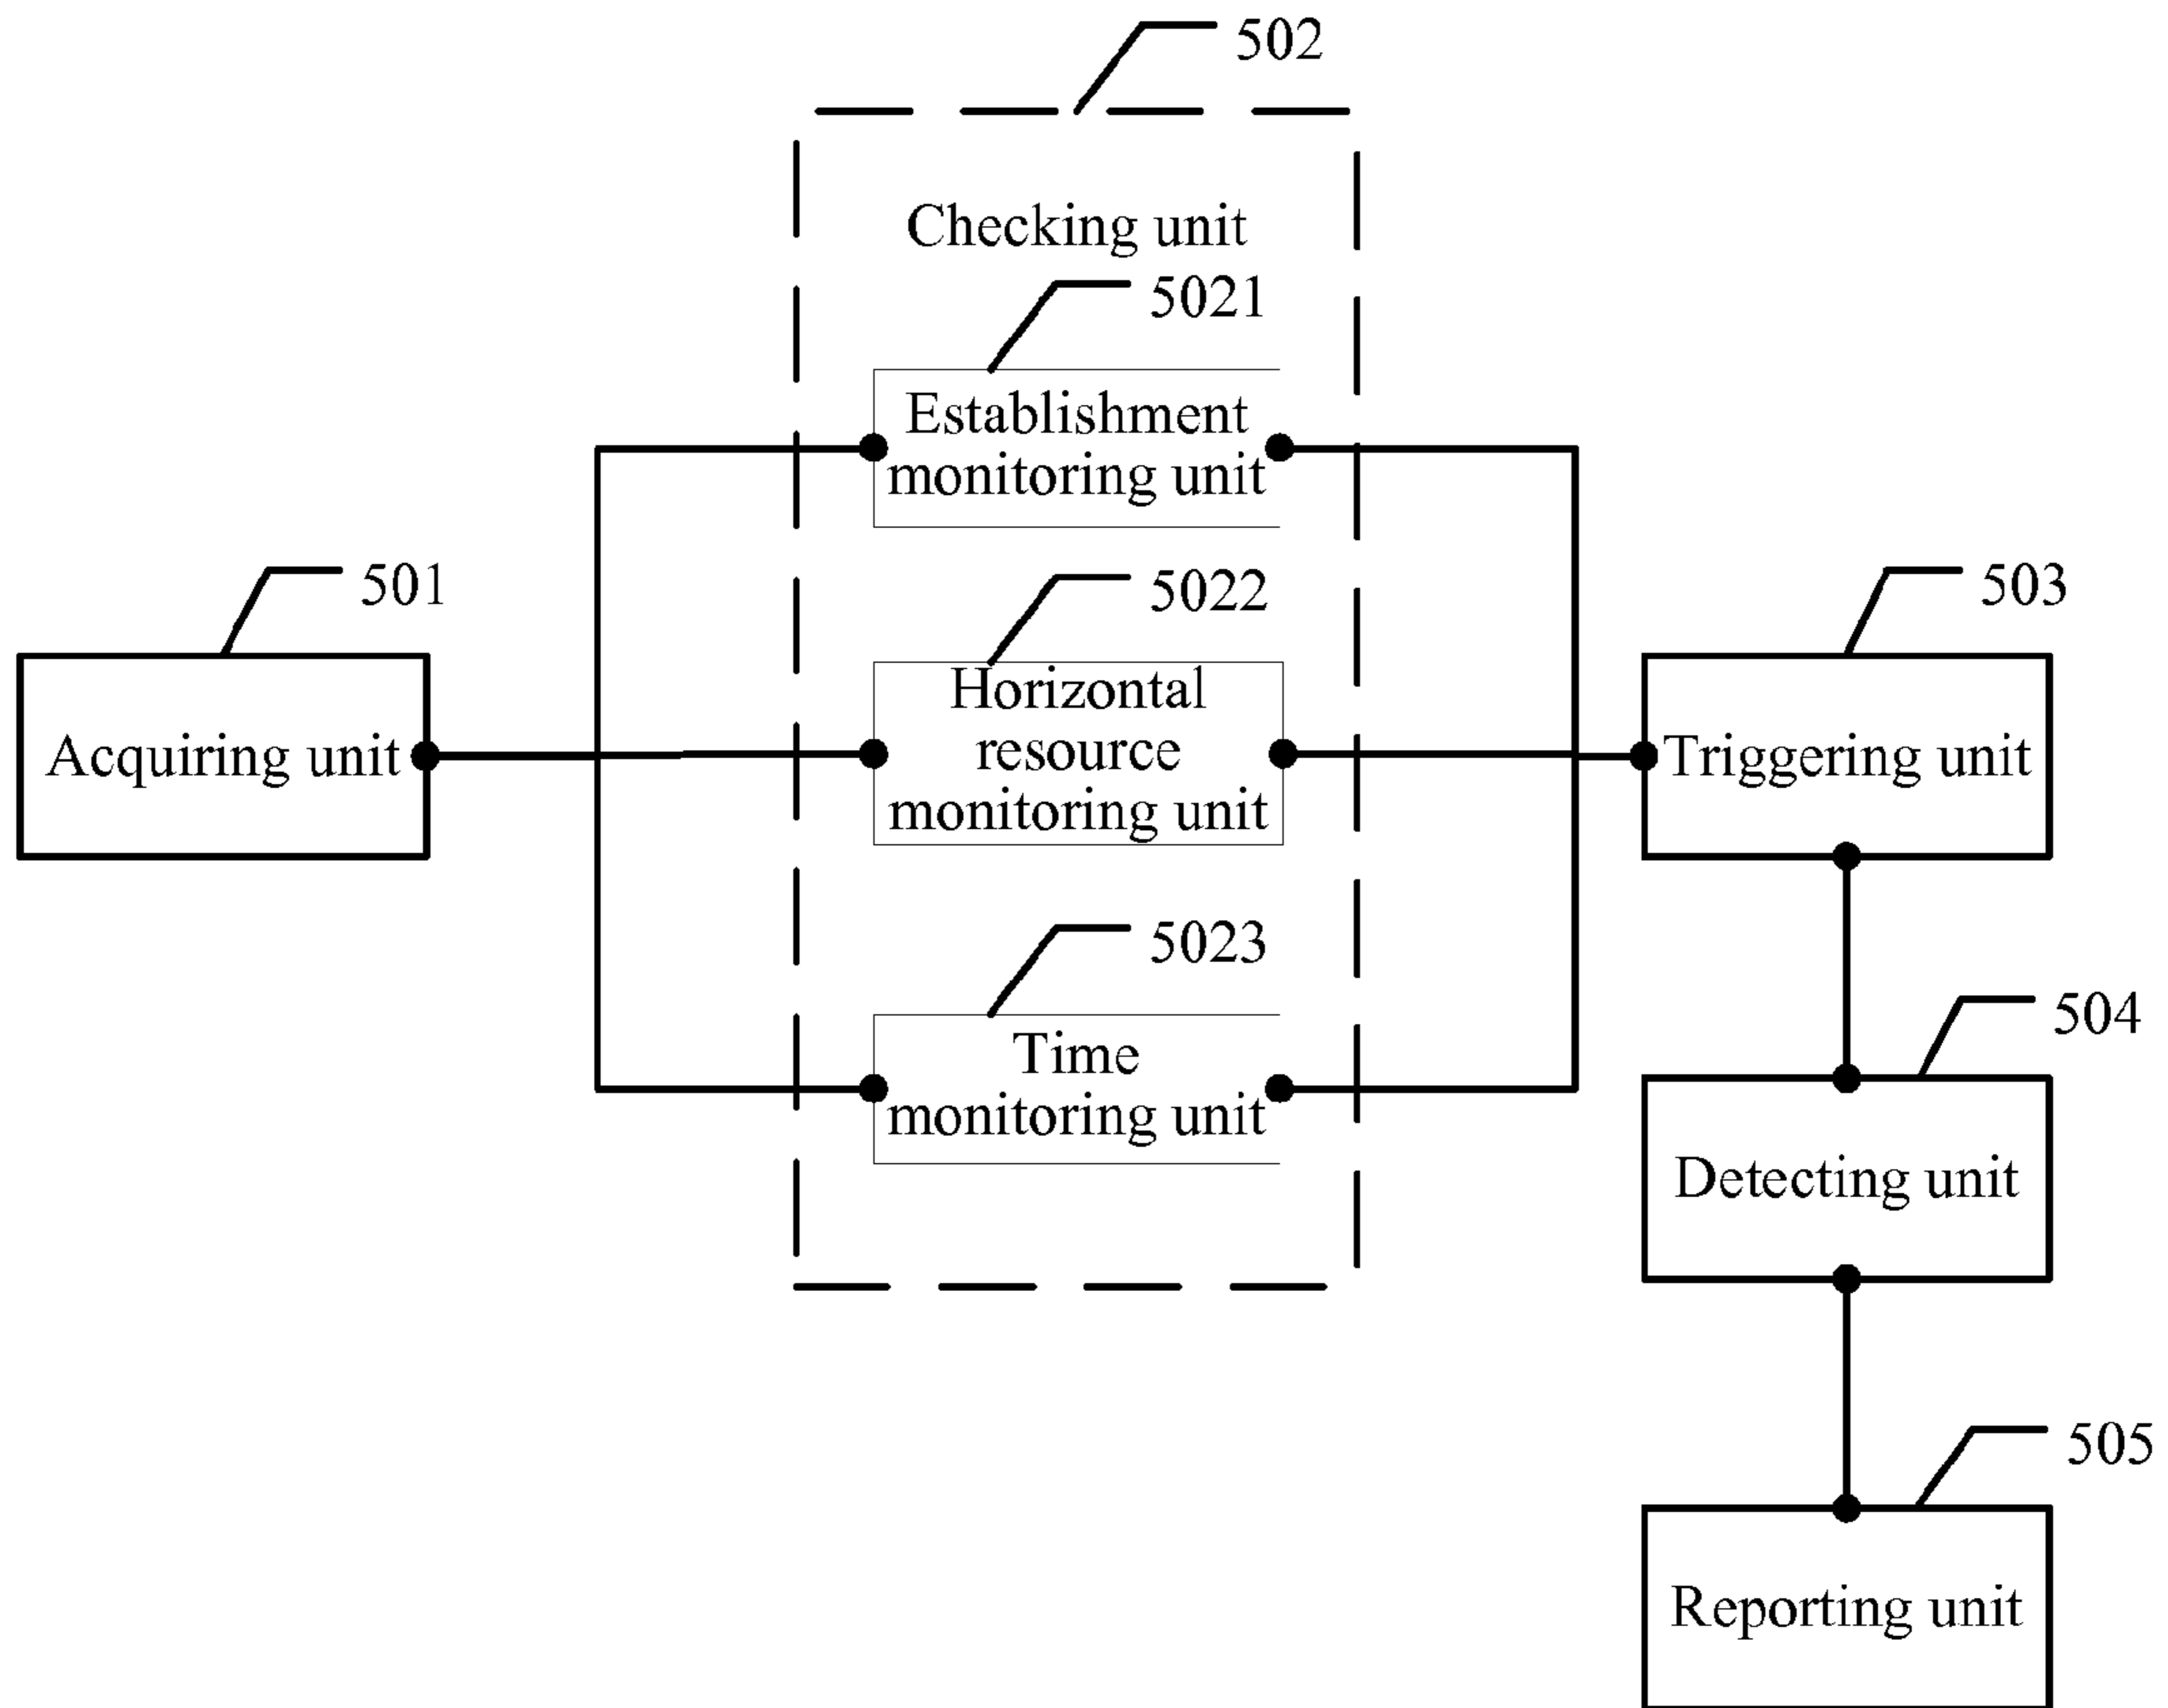 502
Checking unit
5021
Establishment
monitoring unit
501
Acquiring unit
5022
Horizontal
resource
monitoring unit
503
Triggering unit
5023
Time
monitoring unit
504
Detecting unit
505
Reporting unit